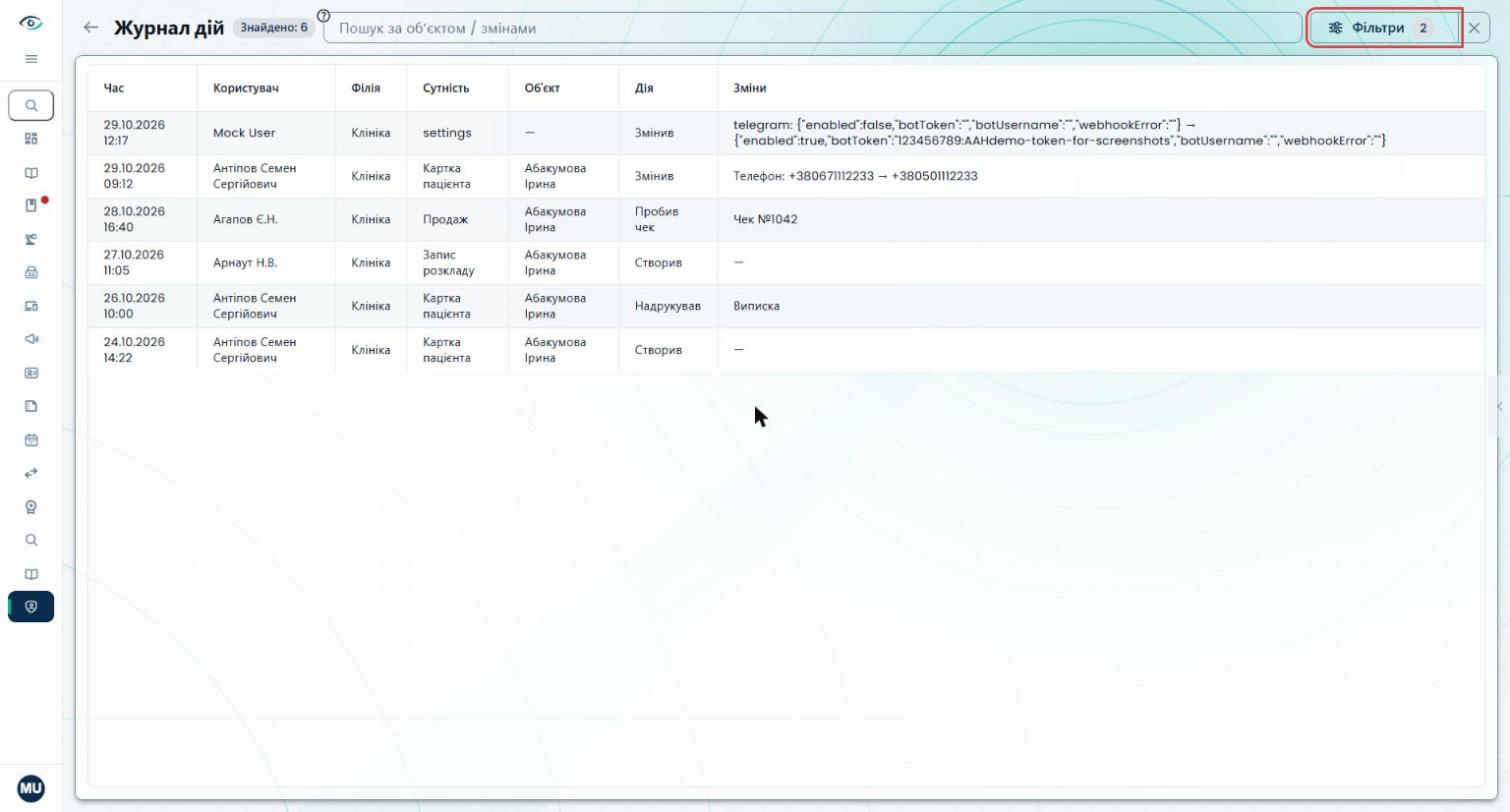 Журнал дій
Знайдено: 6
?
Пошук за об'єктом / змінами
Фільтри 2
Час Користувач Філія Сутність Об'єкт Дія Зміни
29.10.2026 12:17 Mock User Клініка settings — Змінив telegram: {"enabled":false,"botToken":"","botUsername":"","webhookError":""} →
{"enabled":true,"botToken":"123456789:AAHdemo-token-for-screenshots","botUsername":"","webhookError":""}
29.10.2026 09:12 Антіпов Семен Сергійович Клініка Картка пацієнта Абакумова Ірина Змінив Телефон: +380671112233 → +380501112233
28.10.2026 16:40 Агапов Є.Н. Клініка Продаж Абакумова Ірина Пробив чек Чек №1042
27.10.2026 11:05 Арнаут Н.В. Клініка Запис розкладу Абакумова Ірина Створив —
26.10.2026 10:00 Антіпов Семен Сергійович Клініка Картка пацієнта Абакумова Ірина Надрукував Виписка
24.10.2026 14:22 Антіпов Семен Сергійович Клініка Картка пацієнта Абакумова Ірина Створив —
MU